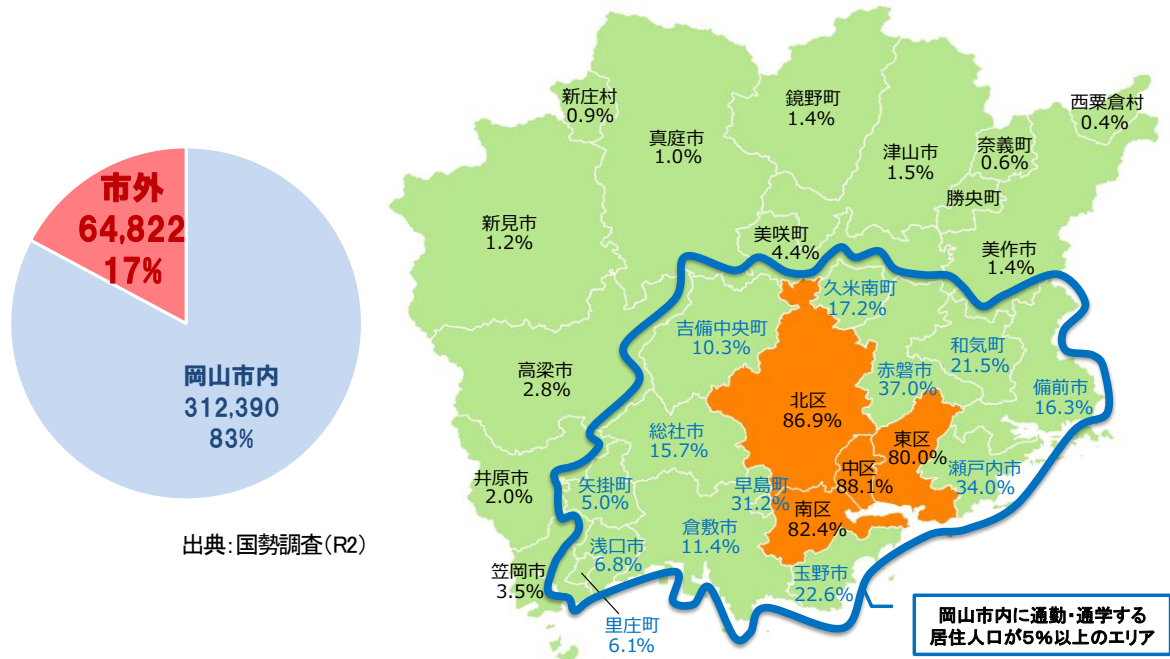 市外
64,822
17%
岡山市内
312,390
83%
出典:国勢調査(R2)
新庄村
0.9%
真庭市
1.0%
鏡野町
1.4%
津山市
1.5%
西粟倉村
0.4%
奈義町
0.6%
勝央町
新見市
1.2%
美咲町
4.4%
美作市
1.4%
久米南町
17.2%
吉備中央町
10.3%
和気町
21.5%
高梁市
2.8%
赤磐市
37.0%
備前市
16.3%
北区
86.9%
総社市
15.7%
東区
80.0%
中区
88.1%
瀬戸内市
34.0%
井原市
2.0%
矢掛町
5.0%
早島町
31.2%
南区
82.4%
倉敷市
11.4%
浅口市
6.8%
笠岡市
3.5%
玉野市
22.6%
里庄町
6.1%
岡山市内に通勤・通学する
居住人口が5%以上のエリア